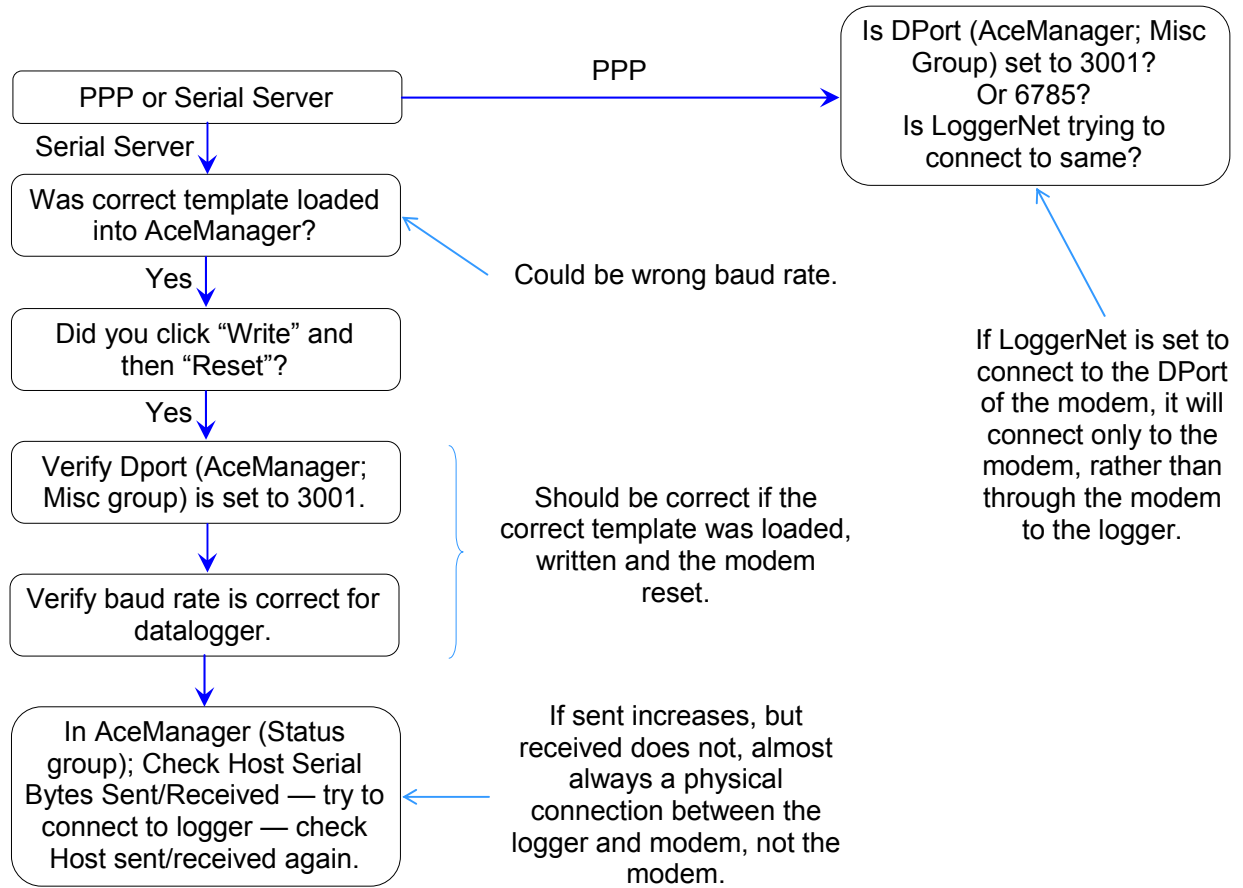 PPP or Serial Server
PPP
Is DPort (AceManager; Misc
Group) set to 3001?
Or 6785?
Is LoggerNet trying to
connect to same?
Serial Server
Was correct template loaded
into AceManager?
Could be wrong baud rate.
Yes
Did you click “Write” and
then “Reset”?
If LoggerNet is set to
connect to the DPort
of the modem, it will
connect only to the
modem, rather than
through the modem
to the logger.
Yes
Verify Dport (AceManager;
Misc group) is set to 3001.
Should be correct if the
correct template was loaded,
written and the modem
reset.
Verify baud rate is correct for
datalogger.
In AceManager (Status
group); Check Host Serial
Bytes Sent/Received — try to
connect to logger — check
Host sent/received again.
If sent increases, but
received does not, almost
always a physical
connection between the
logger and modem, not the
modem.